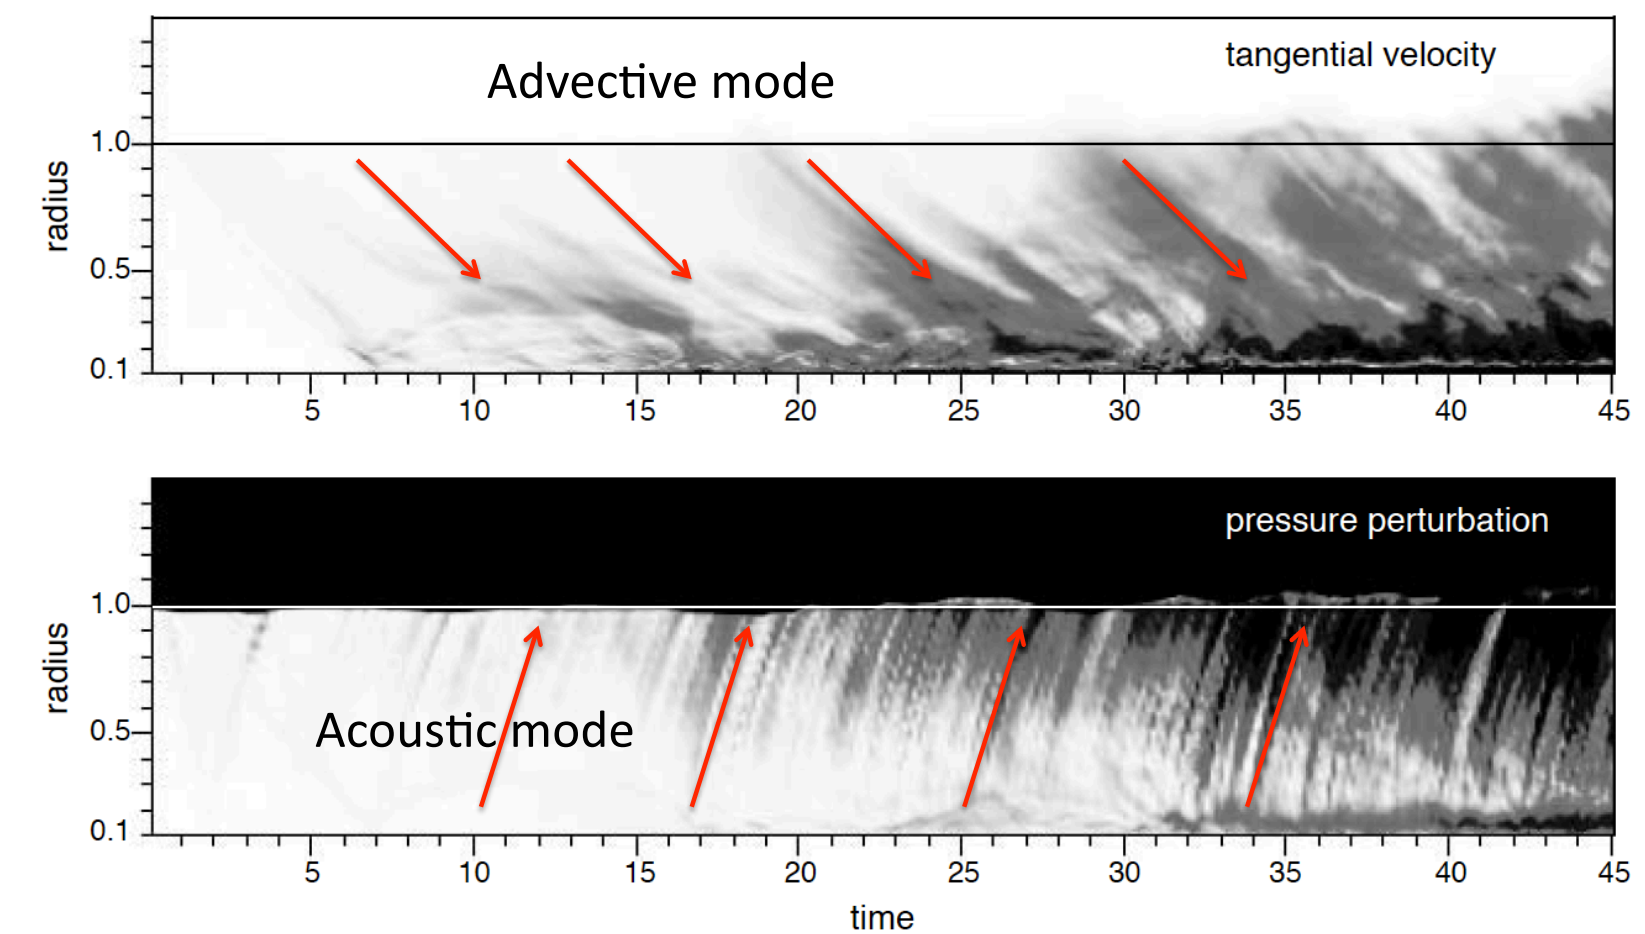 tangential velocity
Advective mode
1.0
radius
0.5
0.1
5 10 15 20 25 30 35 40 45
pressure perturbation
1.0
radius
Acoustic mode
0.5
0.1
5 10 15 20 25 30 35 40 45
time